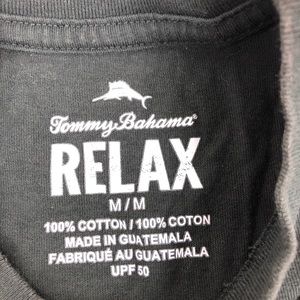 Tommy Bahama
RELAX
M/M
100% COTTON / 100% COTON
MADE IN GUATEMALA
FABRIQUÉ AU GUATEMALA
UPF 50